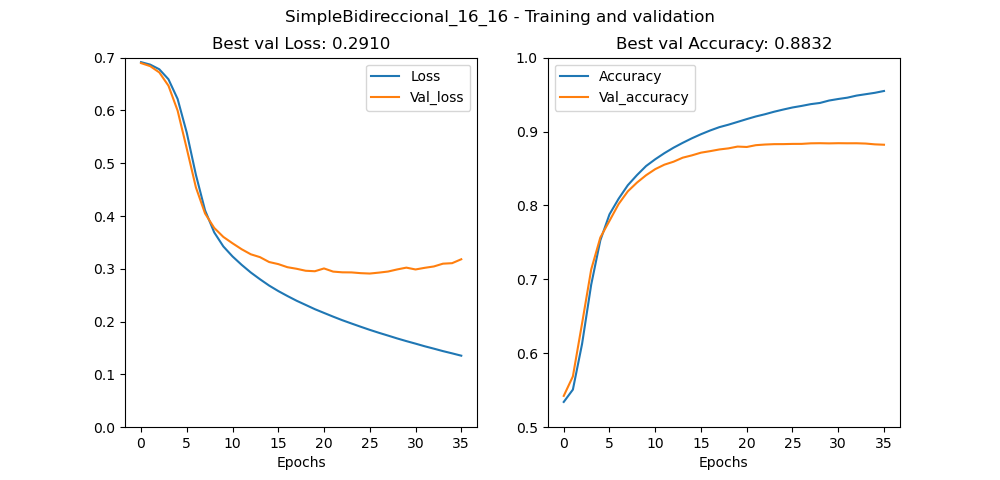 SimpleBidireccional_16_16 - Training and validation
Best val Loss: 0.2910
0.7
0.6
0.5
0.4
0.3
0.2
0.1
0.0
Loss
Val_loss
0 5 10 15 20 25 30 35
Epochs
Best val Accuracy: 0.8832
1.0
0.9
0.8
0.7
0.6
0.5
Accuracy
Val_accuracy
0 5 10 15 20 25 30 35
Epochs